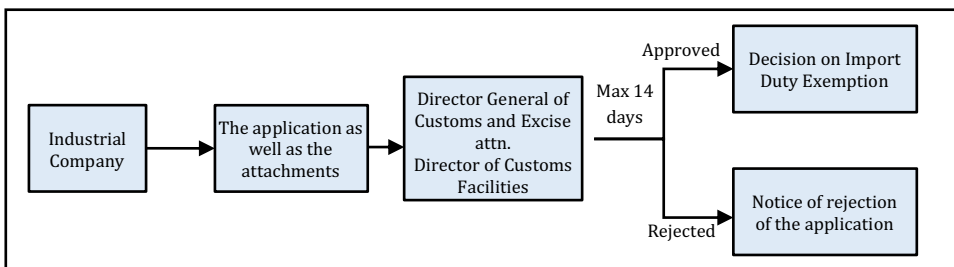 Industrial
Company
The application as
well as the
attachments
Director General of
Customs and Excise
attn.
Director of Customs
Facilities
Max 14
days
Approved
Decision on Import
Duty Exemption
Rejected
Notice of rejection
of the application